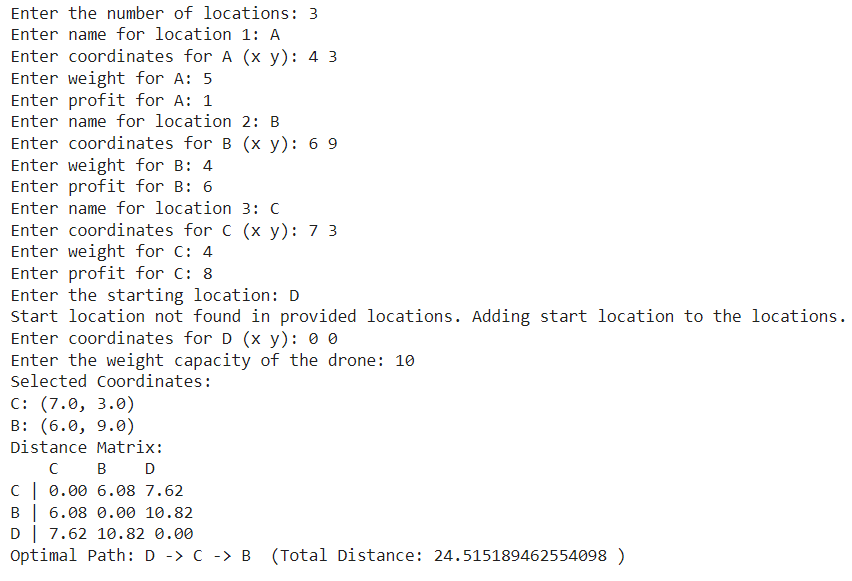 Enter the number of locations: 3
Enter name for location 1: A
Enter coordinates for A (x y): 4 3
Enter weight for A: 5
Enter profit for A: 1
Enter name for location 2: B
Enter coordinates for B (x y): 6 9
Enter weight for B: 4
Enter profit for B: 6
Enter name for location 3: C
Enter coordinates for C (x y): 7 3
Enter weight for C: 4
Enter profit for C: 8
Enter the starting location: D
Start location not found in provided locations. Adding start location to the locations.
Enter coordinates for D (x y): 0 0
Enter the weight capacity of the drone: 10
Selected Coordinates:
C: (7.0, 3.0)
B: (6.0, 9.0)
Distance Matrix:
    C    B    D
C | 0.00 6.08 7.62
B | 6.08 0.00 10.82
D | 7.62 10.82 0.00
Optimal Path: D -> C -> B  (Total Distance: 24.515189462554098 )